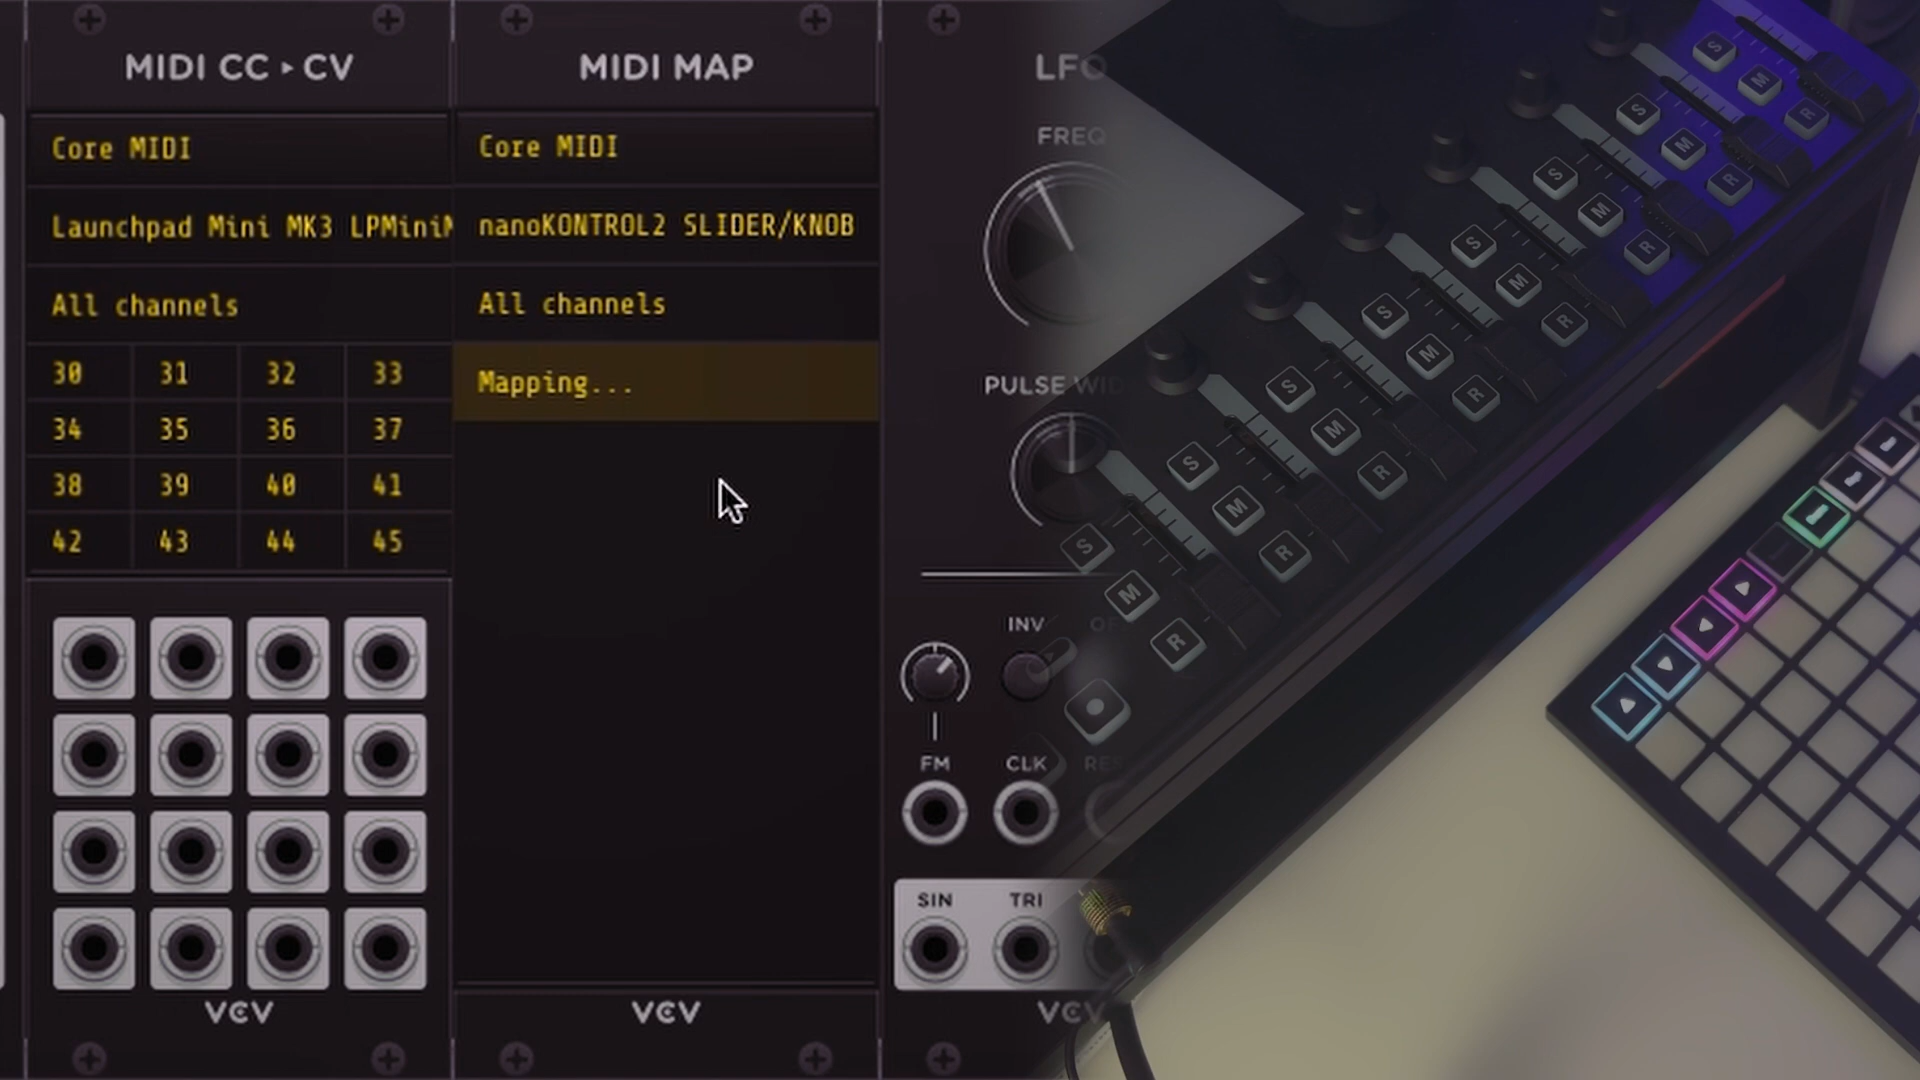 MIDI CC ▸ CV
Core MIDI
Launchpad Mini MK3 LPMiniM
All channels
30 31 32 33
34 35 36 37
38 39 40 41
42 43 44 45
VCV
MIDI MAP
Core MIDI
nanoKONTROL2 SLIDER/KNOB
All channels
Mapping...
VCV
LFO
FREQ
PULSE WID
INV
FM CLK RES
SIN TRI
VCV
S M R
S M R
S M R
S M R
S M R
S M R
S M R
S M R